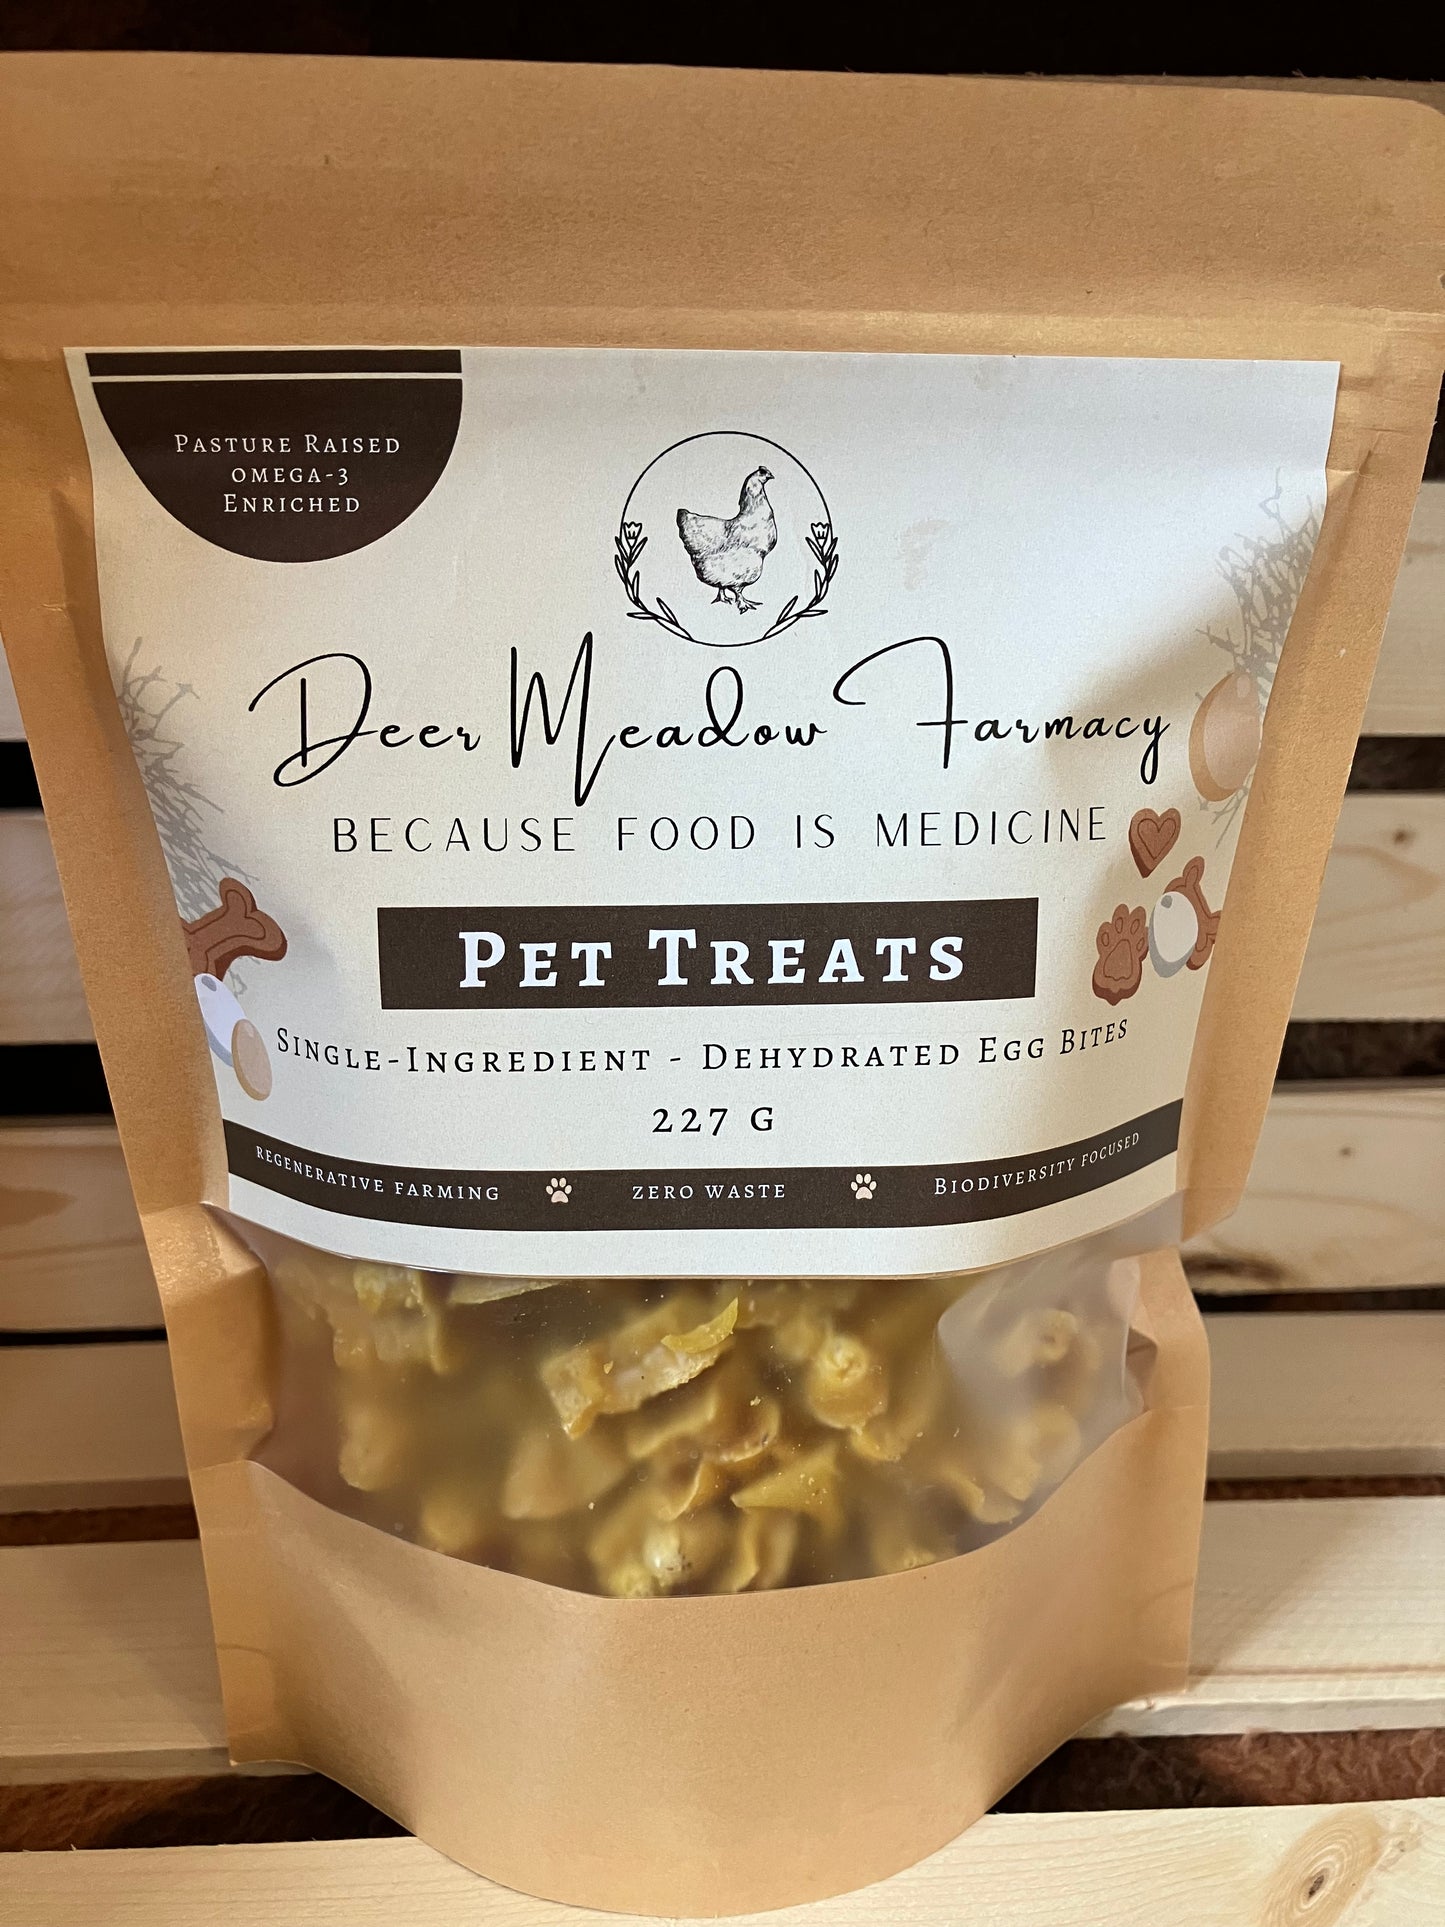 Pasture Raised
omega-3
Enriched
Deer Meadow Farmacy
BECAUSE FOOD IS MEDICINE
Pet Treats
Single-Ingredient - Dehydrated Egg Bites
227 g
regenerative farming zero waste Biodiversity focused